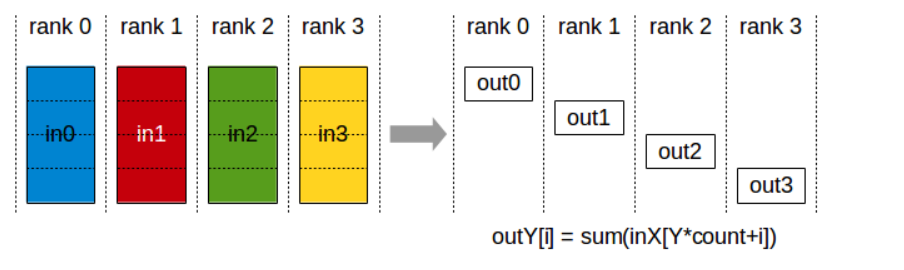 rank 0 rank 1 rank 2 rank 3 rank 0 rank 1 rank 2 rank 3
in0 in1 in2 in3
out0
out1
out2
out3
outY[i] = sum(inX[Y*count+i])